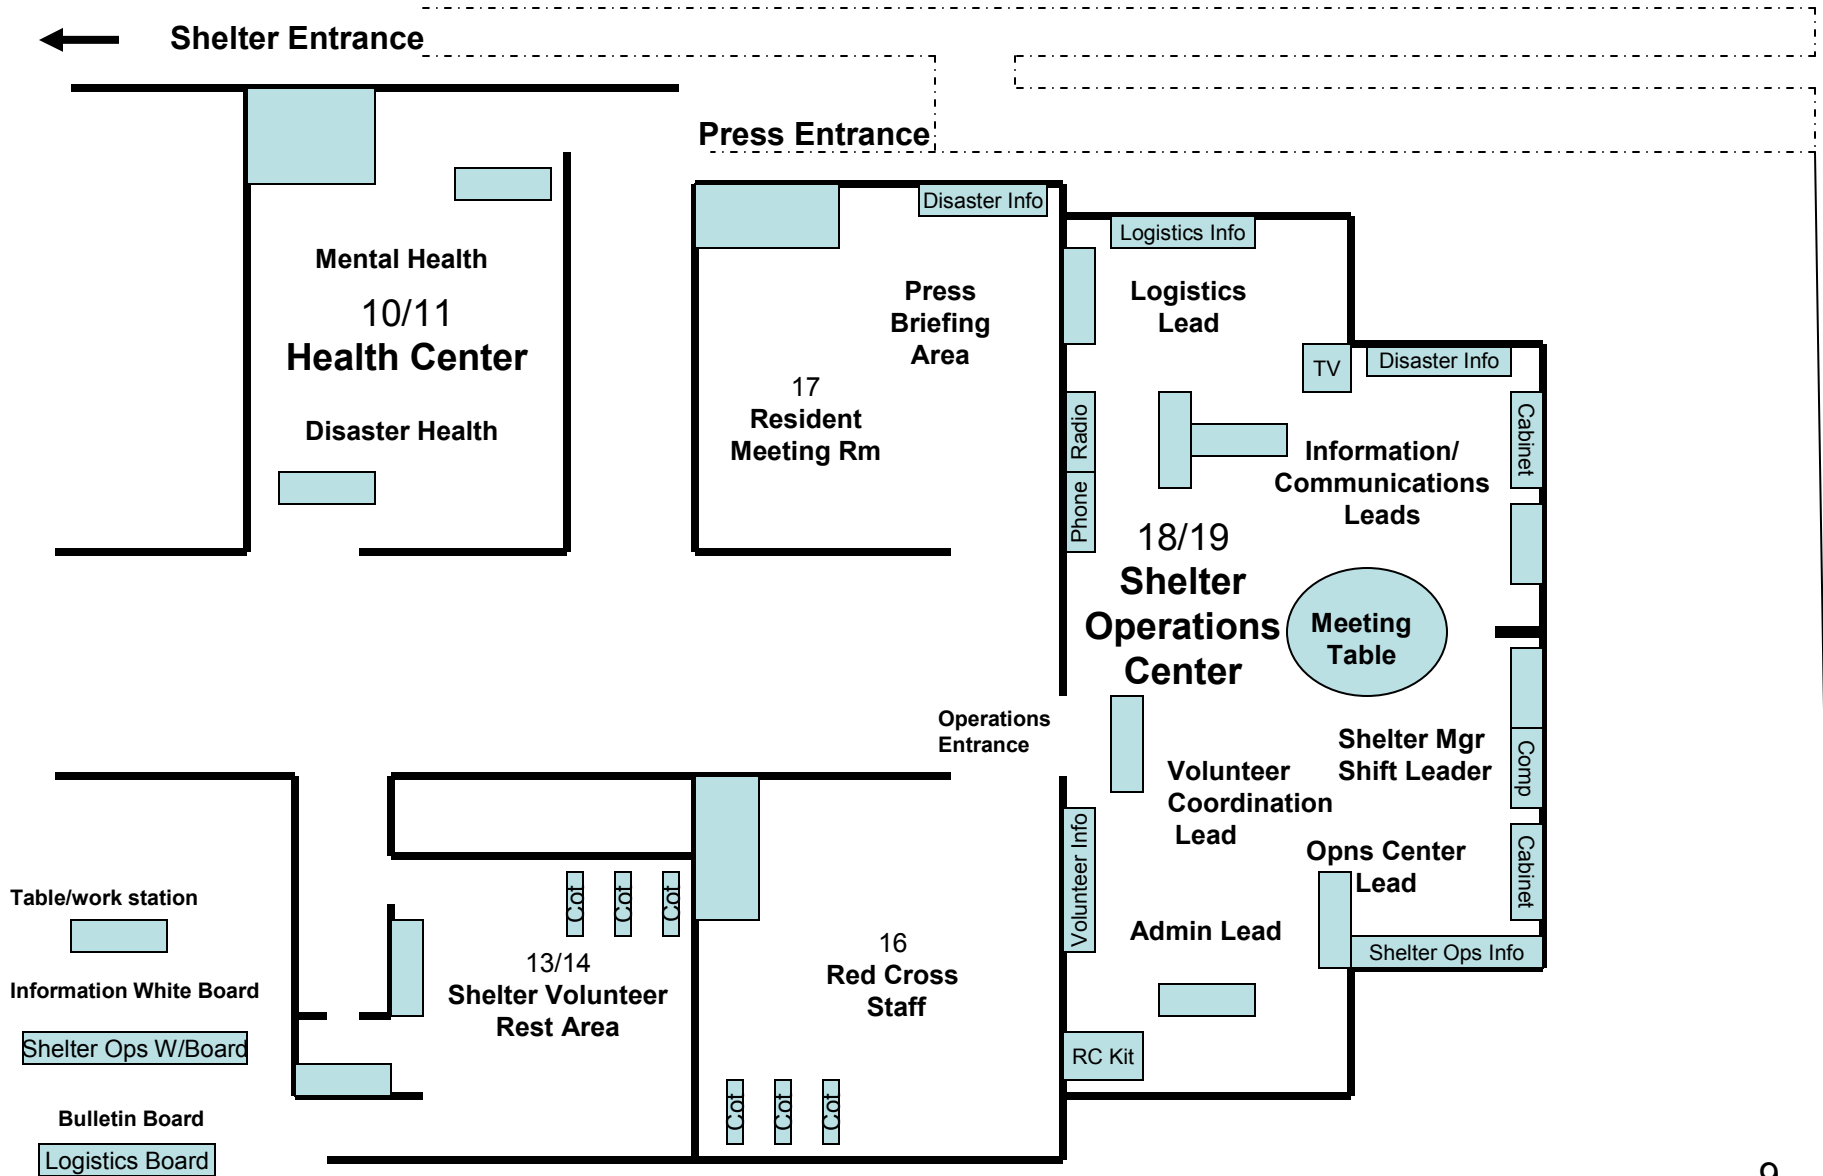 Shelter Entrance
Press Entrance
Disaster Info
Logistics Info
Mental Health
10/11
Health Center
Disaster Health
Press
Briefing
Area
17
Resident
Meeting Rm
Logistics
Lead
TV
Disaster Info
Radio
Phone
Cabinet
Information/
Communications
Leads
18/19
Shelter
Operations
Center
Meeting
Table
Operations
Entrance
Shelter Mgr
Shift Leader
Comp
Volunteer
Coordination
Lead
Volunteer Info
Opns Center
Lead
Cabinet
Admin Lead
Shelter Ops Info
RC Kit
Cot
Cot
Cot
13/14
Shelter Volunteer
Rest Area
16
Red Cross
Staff
Cot
Cot
Cot
Table/work station
Information White Board
Shelter Ops W/Board
Bulletin Board
Logistics Board
9